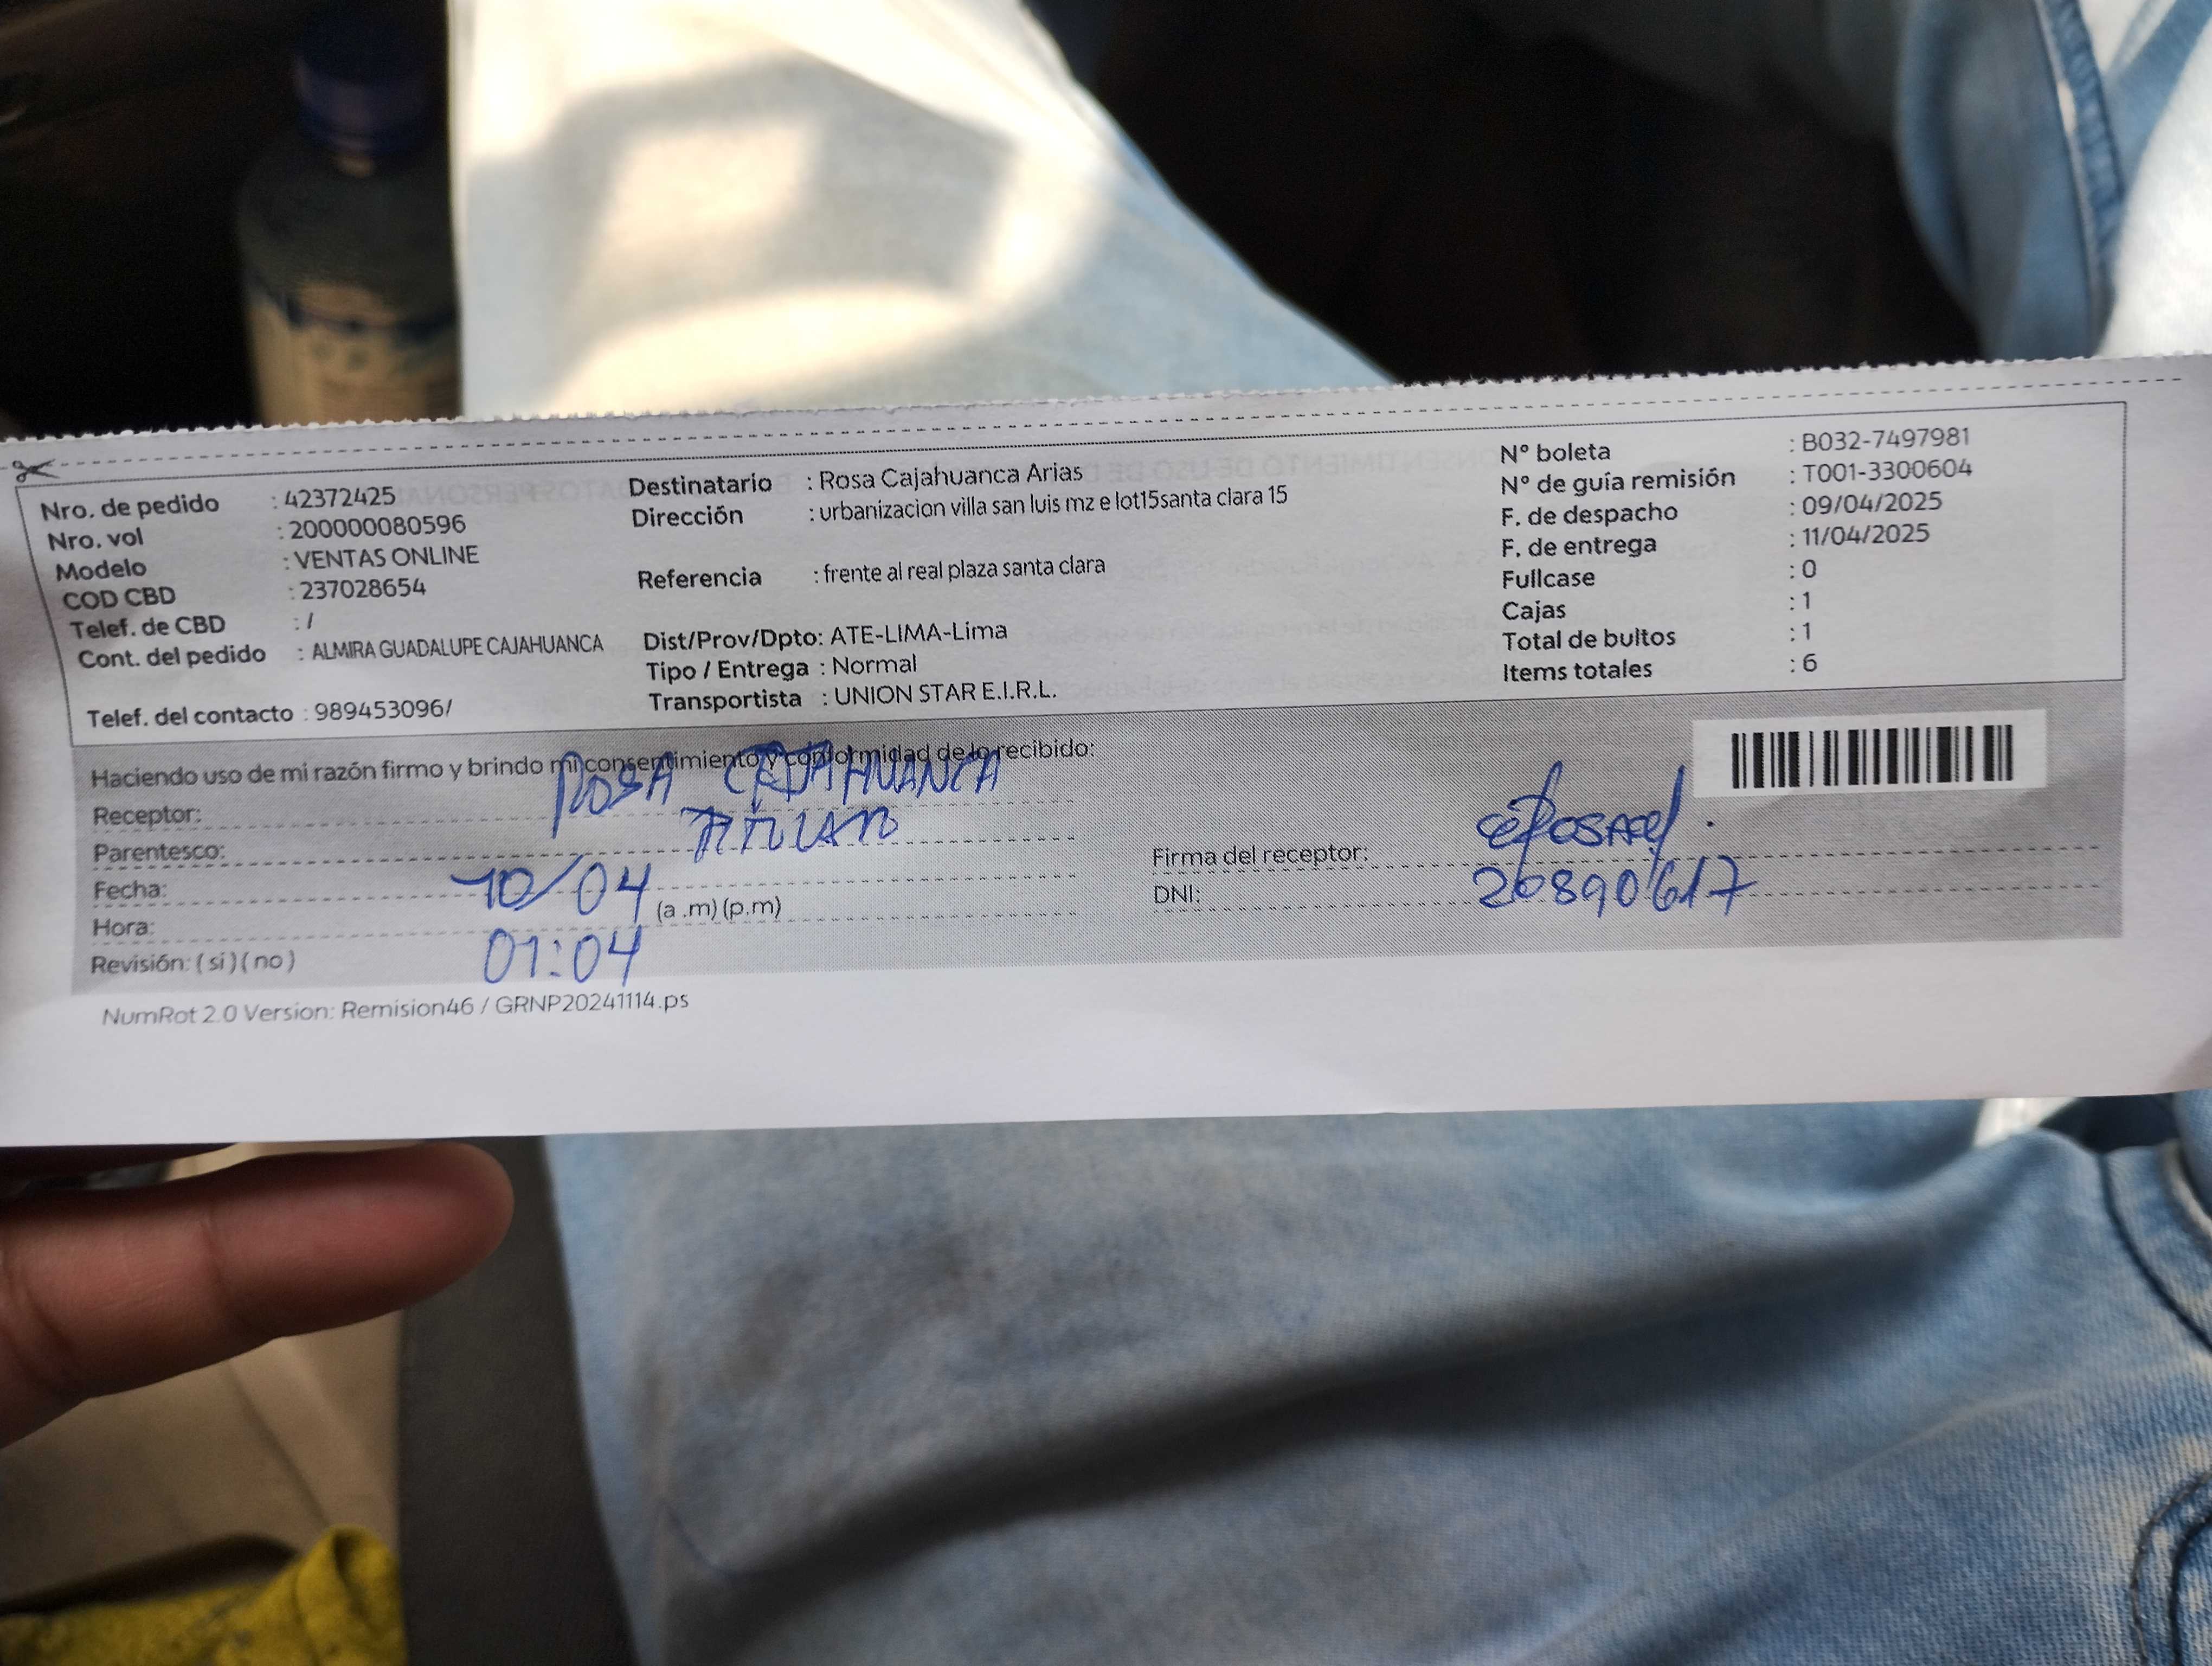 Nro. de pedido : 42372425
Nro. vol : 200000080596
Modelo : VENTAS ONLINE
COD CBD : 237028654
Telef. de CBD : /
Cont. del pedido : ALMIRA GUADALUPE CAJAHUANCA
Telef. del contacto : 989453096/
Destinatario : Rosa Cajahuanca Arias
Dirección : urbanizacion villa san luis mz e lot15santa clara 15
Referencia : frente al real plaza santa clara
Dist/Prov/Dpto: ATE-LIMA-Lima
Tipo / Entrega : Normal
Transportista : UNION STAR E.I.R.L.
N° boleta : B032-7497981
N° de guía remisión : T001-3300604
F. de despacho : 09/04/2025
F. de entrega : 11/04/2025
Fullcase : 0
Cajas : 1
Total de bultos : 1
Items totales : 6
Haciendo uso de mi razón firmo y brindo mi consentimiento y conformidad de lo recibido:
Receptor: ROSA CAJAHUANCA
Parentesco:
Fecha: 10/04
Hora: (a .m) (p.m)
01:04
Revisión: ( si ) ( no )
Firma del receptor:
DNI: 20890617
NumRot 2.0 Version: Remision46 / GRNP20241114.ps